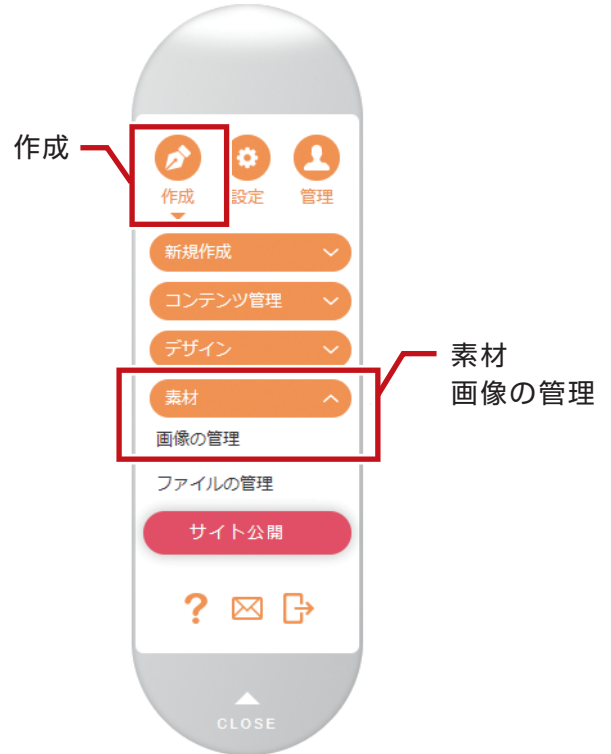 作成
作成 設定 管理
新規作成
コンテンツ管理
デザイン
素材
画像の管理
素材
画像の管理
ファイルの管理
サイト公開
?
CLOSE